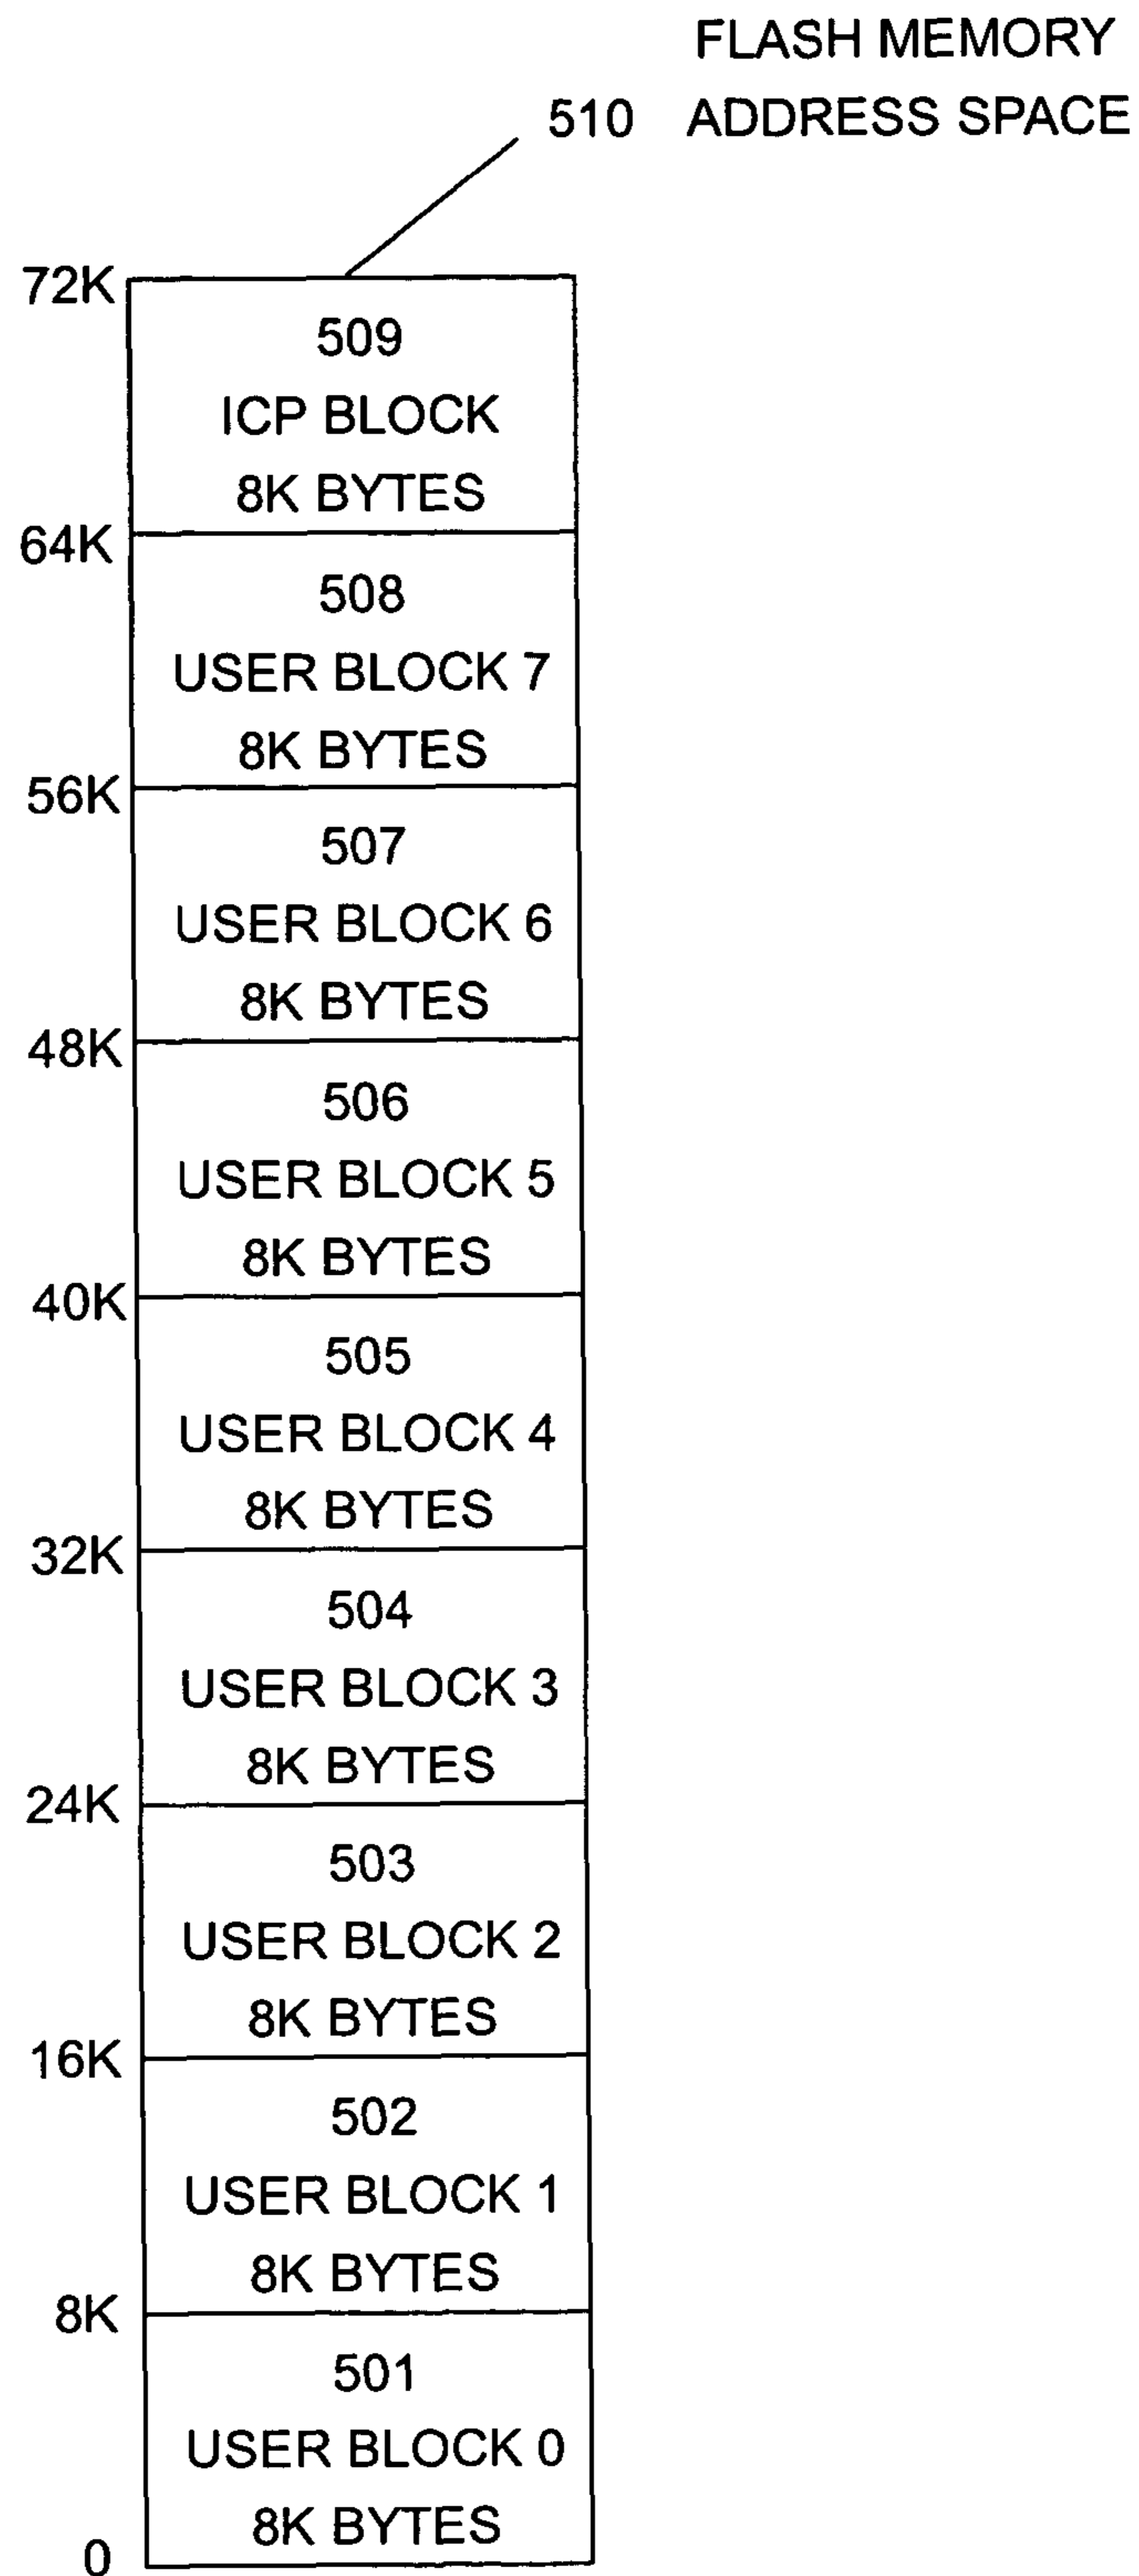 FLASH MEMORY
510 ADDRESS SPACE
72K
509
ICP BLOCK
8K BYTES
64K
508
USER BLOCK 7
8K BYTES
56K
507
USER BLOCK 6
8K BYTES
48K
506
USER BLOCK 5
8K BYTES
40K
505
USER BLOCK 4
8K BYTES
32K
504
USER BLOCK 3
8K BYTES
24K
503
USER BLOCK 2
8K BYTES
16K
502
USER BLOCK 1
8K BYTES
8K
501
USER BLOCK 0
8K BYTES
0